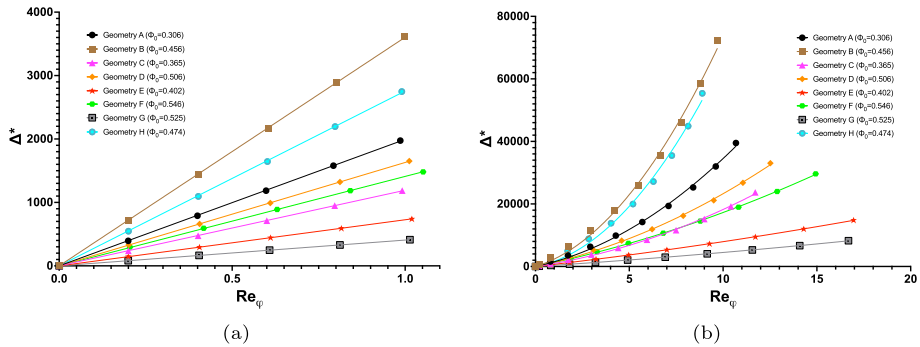 4000
3000
2000
1000
0
0.0
0.5
1.0
Δ*
Reφ
Geometry A (Φ0=0.306)
Geometry B (Φ0=0.456)
Geometry C (Φ0=0.365)
Geometry D (Φ0=0.506)
Geometry E (Φ0=0.402)
Geometry F (Φ0=0.546)
Geometry G (Φ0=0.525)
Geometry H (Φ0=0.474)
(a)
80000
60000
40000
20000
0
0
5
10
15
20
Δ*
Reφ
Geometry A (Φ0=0.306)
Geometry B (Φ0=0.456)
Geometry C (Φ0=0.365)
Geometry D (Φ0=0.506)
Geometry E (Φ0=0.402)
Geometry F (Φ0=0.546)
Geometry G (Φ0=0.525)
Geometry H (Φ0=0.474)
(b)